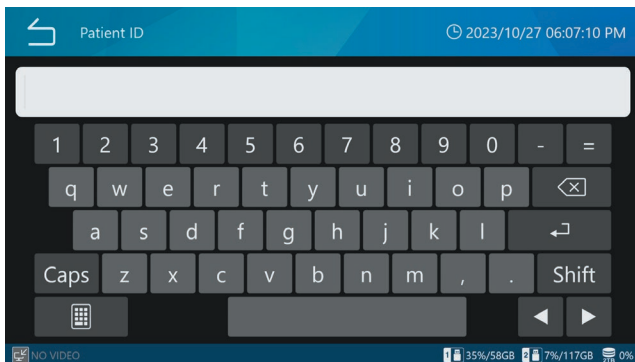 Patient ID
2023/10/27 06:07:10 PM
1 2 3 4 5 6 7 8 9 0 - =
q w e r t y u i o p
a s d f g h j k l
Caps z x c v b n m , . Shift
NO VIDEO 1 35%/58GB 2 7%/117GB 2TB 0%